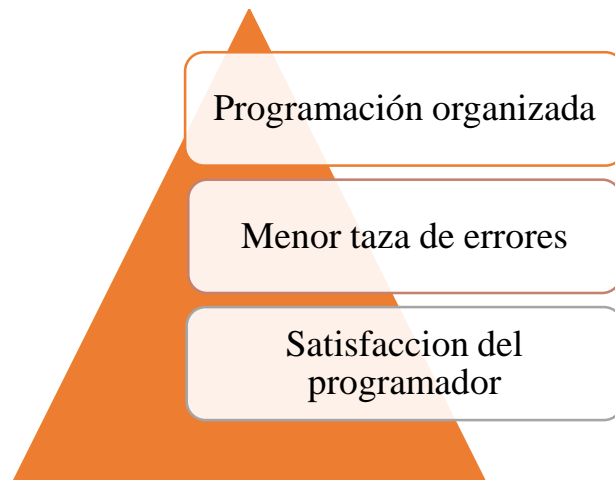 Programación organizada
Menor taza de errores
Satisfaccion del
programador